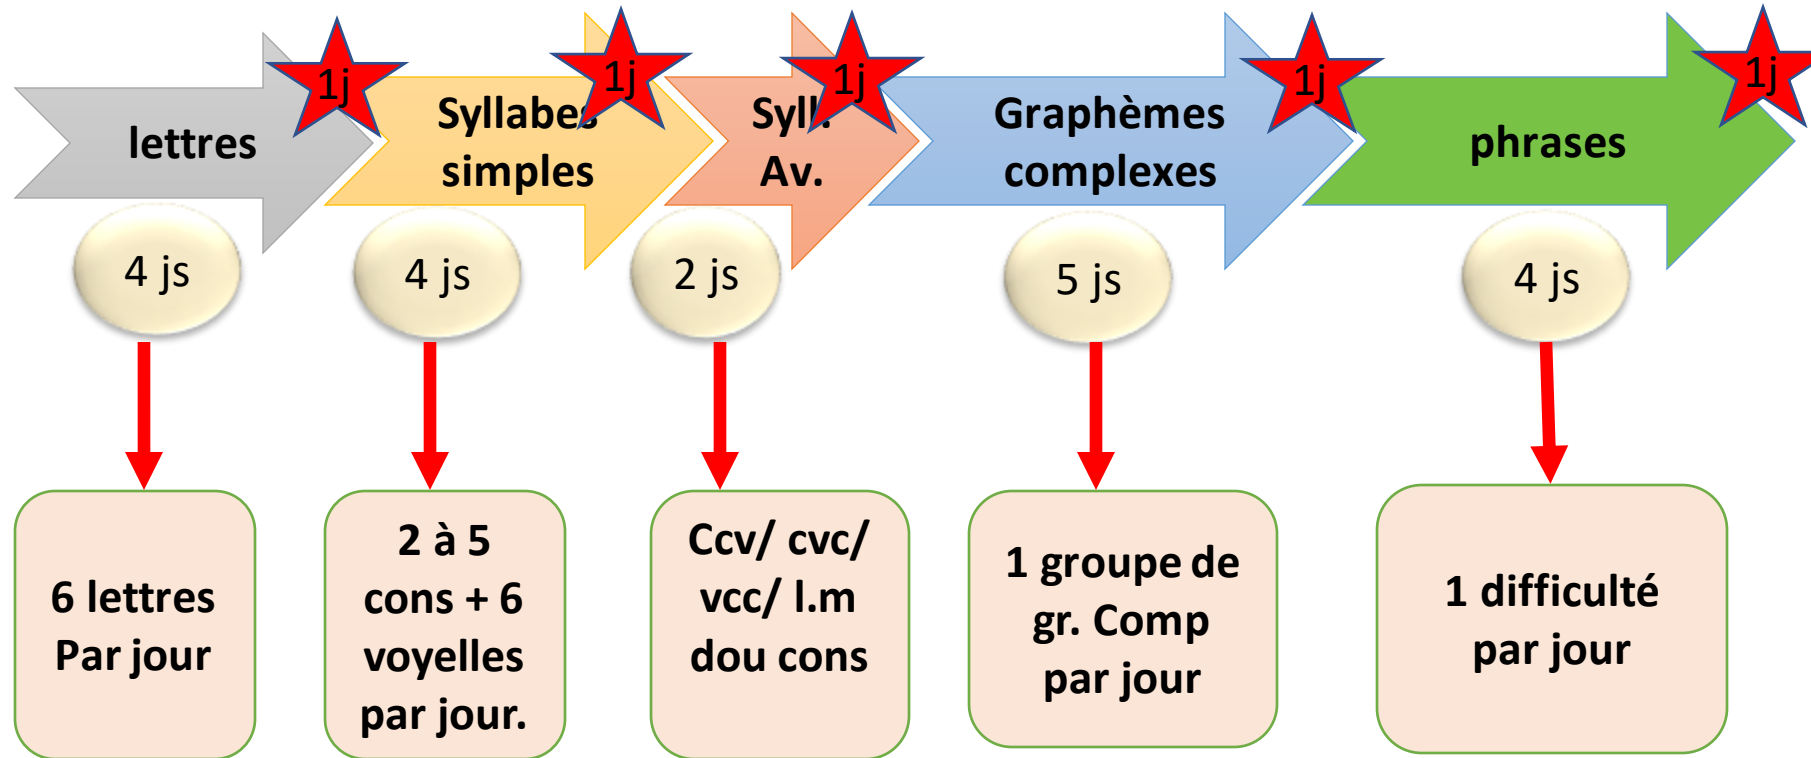 lettres
1j
Syllabes
simples
1j
Syll.
Av.
1j
Graphèmes
complexes
1j
phrases
1j
4 js
4 js
2 js
5 js
4 js
6 lettres
Par jour
2 à 5
cons + 6
voyelles
par jour.
Ccv/ cvc/
vcc/ l.m
dou cons
1 groupe de
gr. Comp
par jour
1 difficulté
par jour